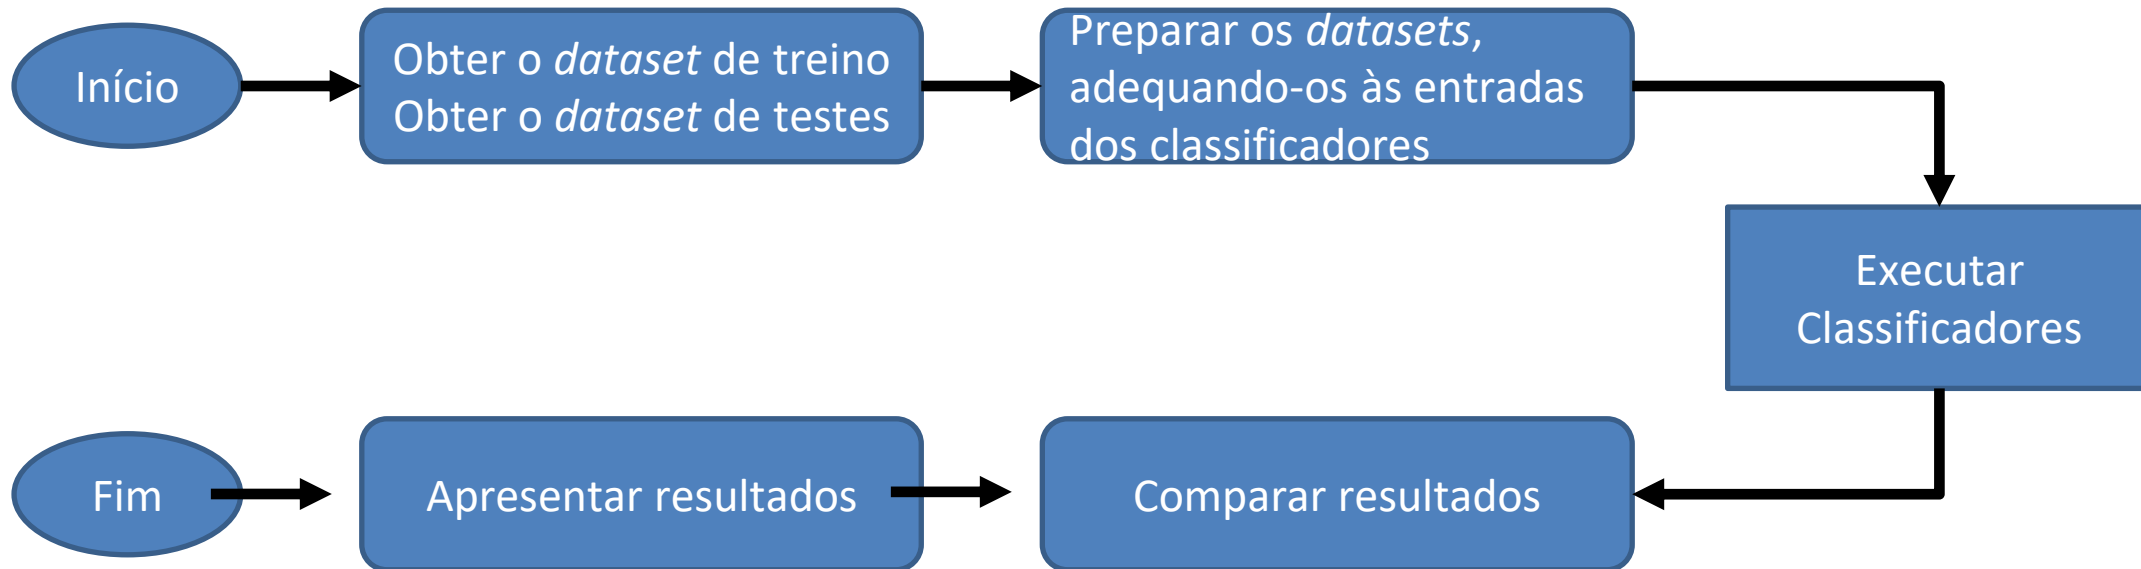 Início
Obter o dataset de treino
Obter o dataset de testes
Preparar os datasets,
adequando-os às entradas
dos classificadores
Executar
Classificadores
Comparar resultados
Apresentar resultados
Fim